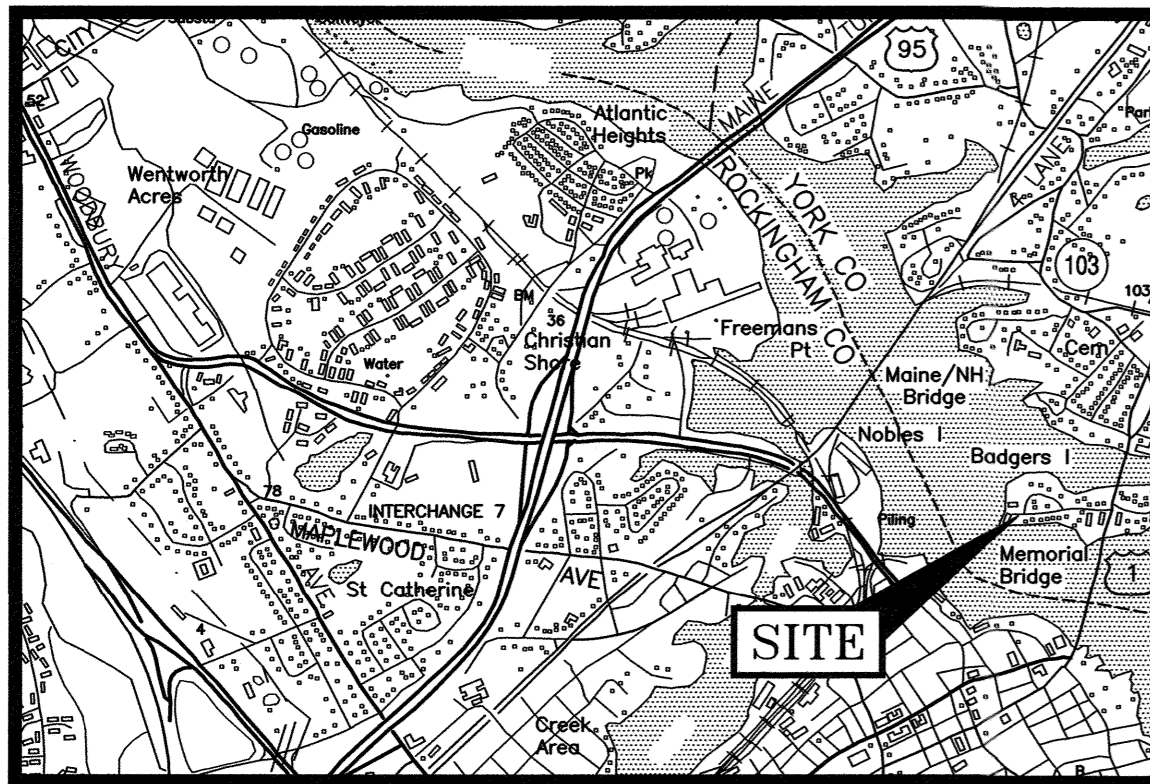 CITY
52
WOODBURY
AVE
Gasoline
Wentworth
Acres
Atlantic
Heights
Pk
MAINE
95
LANE
YORK CO
ROCKINGHAM CO
103
103
BM
36
Christian
Shore
Freemans
Pt
Cem
Water
Maine/NH
Bridge
Nobles I
Badgers I
78
INTERCHANGE 7
MAPLEWOOD
AVE
Piling
St Catherine
Memorial
Bridge
1
4
SITE
Creek
Area